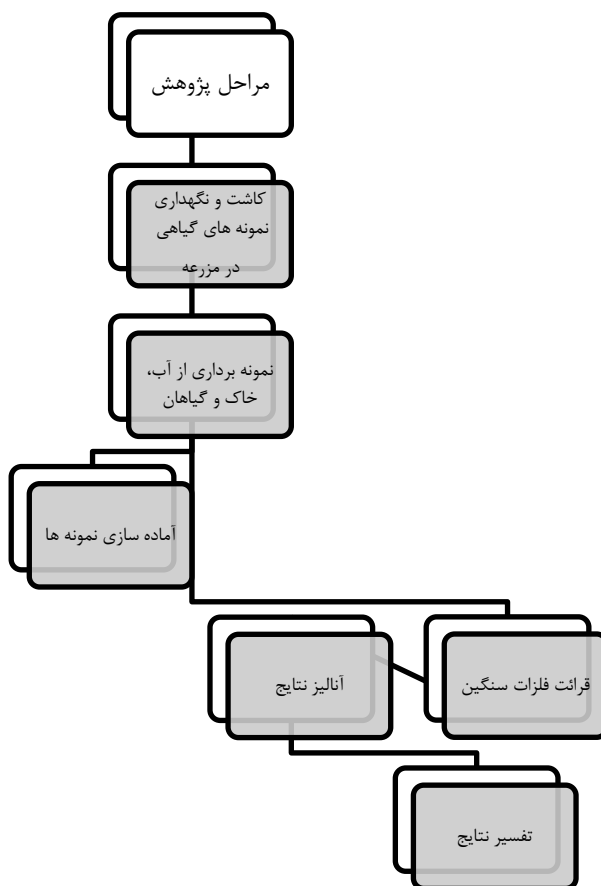 مراحل پژوهش
کاشت و نگهداری
نمونه های گیاهی
در مزرعه
نمونه برداری از آب،
خاک و گیاهان
آماده سازی نمونه ها
قرائت فلزات سنگین
آنالیز نتایج
تفسیر نتایج